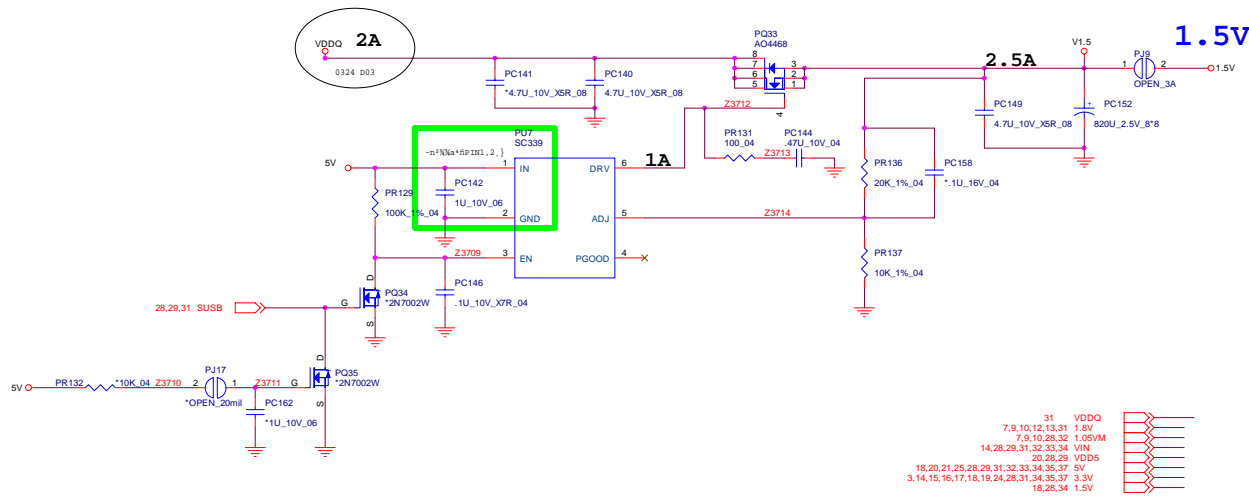 1.5V
VDDQ 2A
0324 D03
PQ33
AO4468
8
7
6
5
3
2
1
4
2.5A
V1.5
PJ9
1 2
1.5V
OPEN_3A
PC141
*4.7U_10V_X5R_08
PC140
4.7U_10V_X5R_08
Z3712
PC149
4.7U_10V_X5R_08
+
PC152
820U_2.5V_8*8
PU7
SC339
5V
1 IN
DRV 6
1A
PR131
100_04
Z3713
PC144
.47U_10V_04
PR136
20K_1%_04
PC158
*.1U_16V_04
PR129
100K_1%_04
PC142
1U_10V_06
2 GND
ADJ 5
Z3714
Z3709
3 EN
PGOOD 4
PR137
10K_1%_04
PC146
.1U_10V_X7R_04
28,29,31 SUSB
G
D
S
PQ34
*2N7002W
5V
PR132
*10K_04
Z3710
PJ17
2 1
*OPEN_20mil
Z3711
G
D
S
PQ35
*2N7002W
PC162
*1U_10V_06
31 VDDQ
7,9,10,12,13,31 1.8V
7,9,10,28,32 1.05VM
14,28,29,31,32,33,34 VIN
20,28,29 VDD5
18,20,21,25,28,29,31,32,33,34,35,37 5V
3,14,15,16,17,18,19,24,28,31,34,35,37 3.3V
18,28,34 1.5V